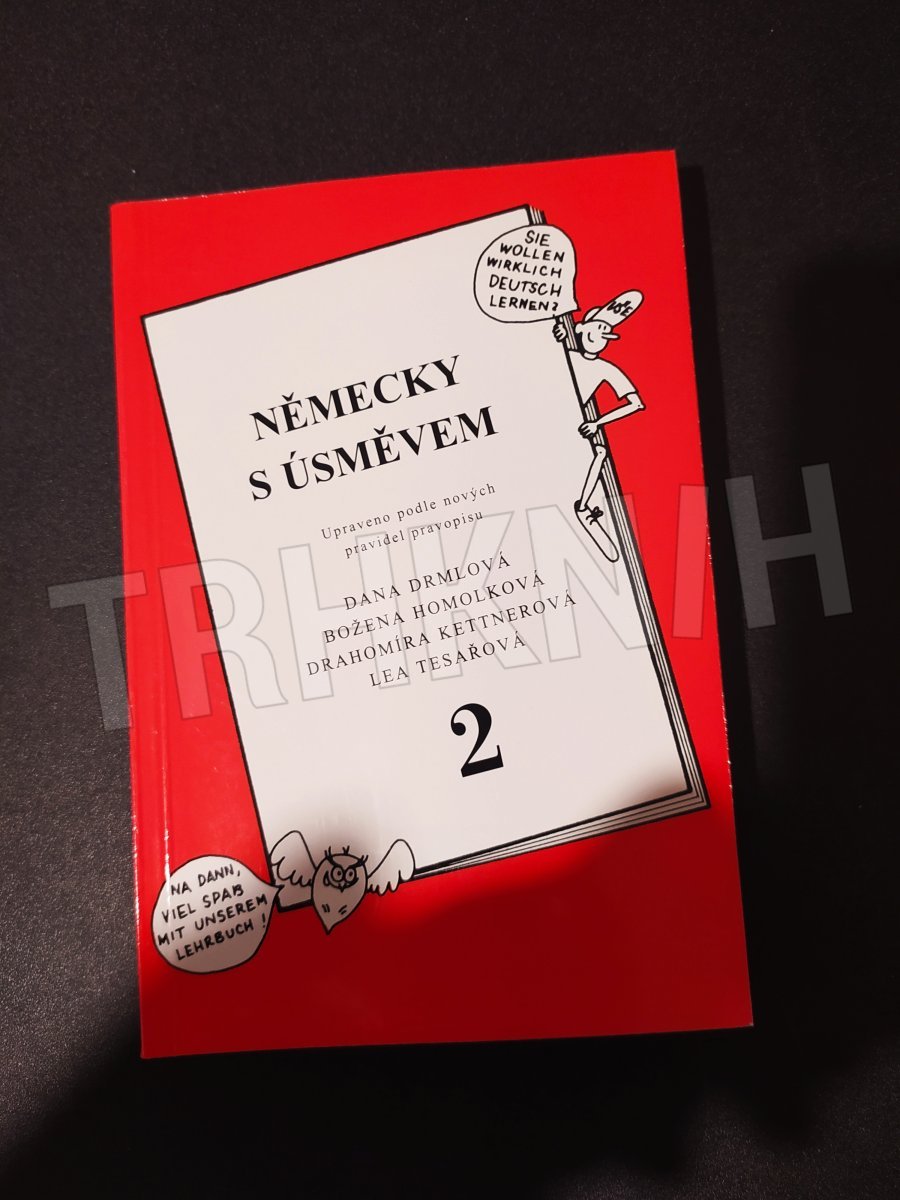 SIE
WOLLEN
WIRKLICH
DEUTSCH
LERNEN?
VŠE
NĚMECKY
S ÚSMĚVEM
Upraveno podle nových
pravidel pravopisu
DANA DRMLOVÁ
BOŽENA HOMOLKOVÁ
DRAHOMÍRA KETTNEROVÁ
LEA TESAŘOVÁ
2
NA DANN,
VIEL SPAß
MIT UNSEREM
LEHRBUCH!
TRHKNIH